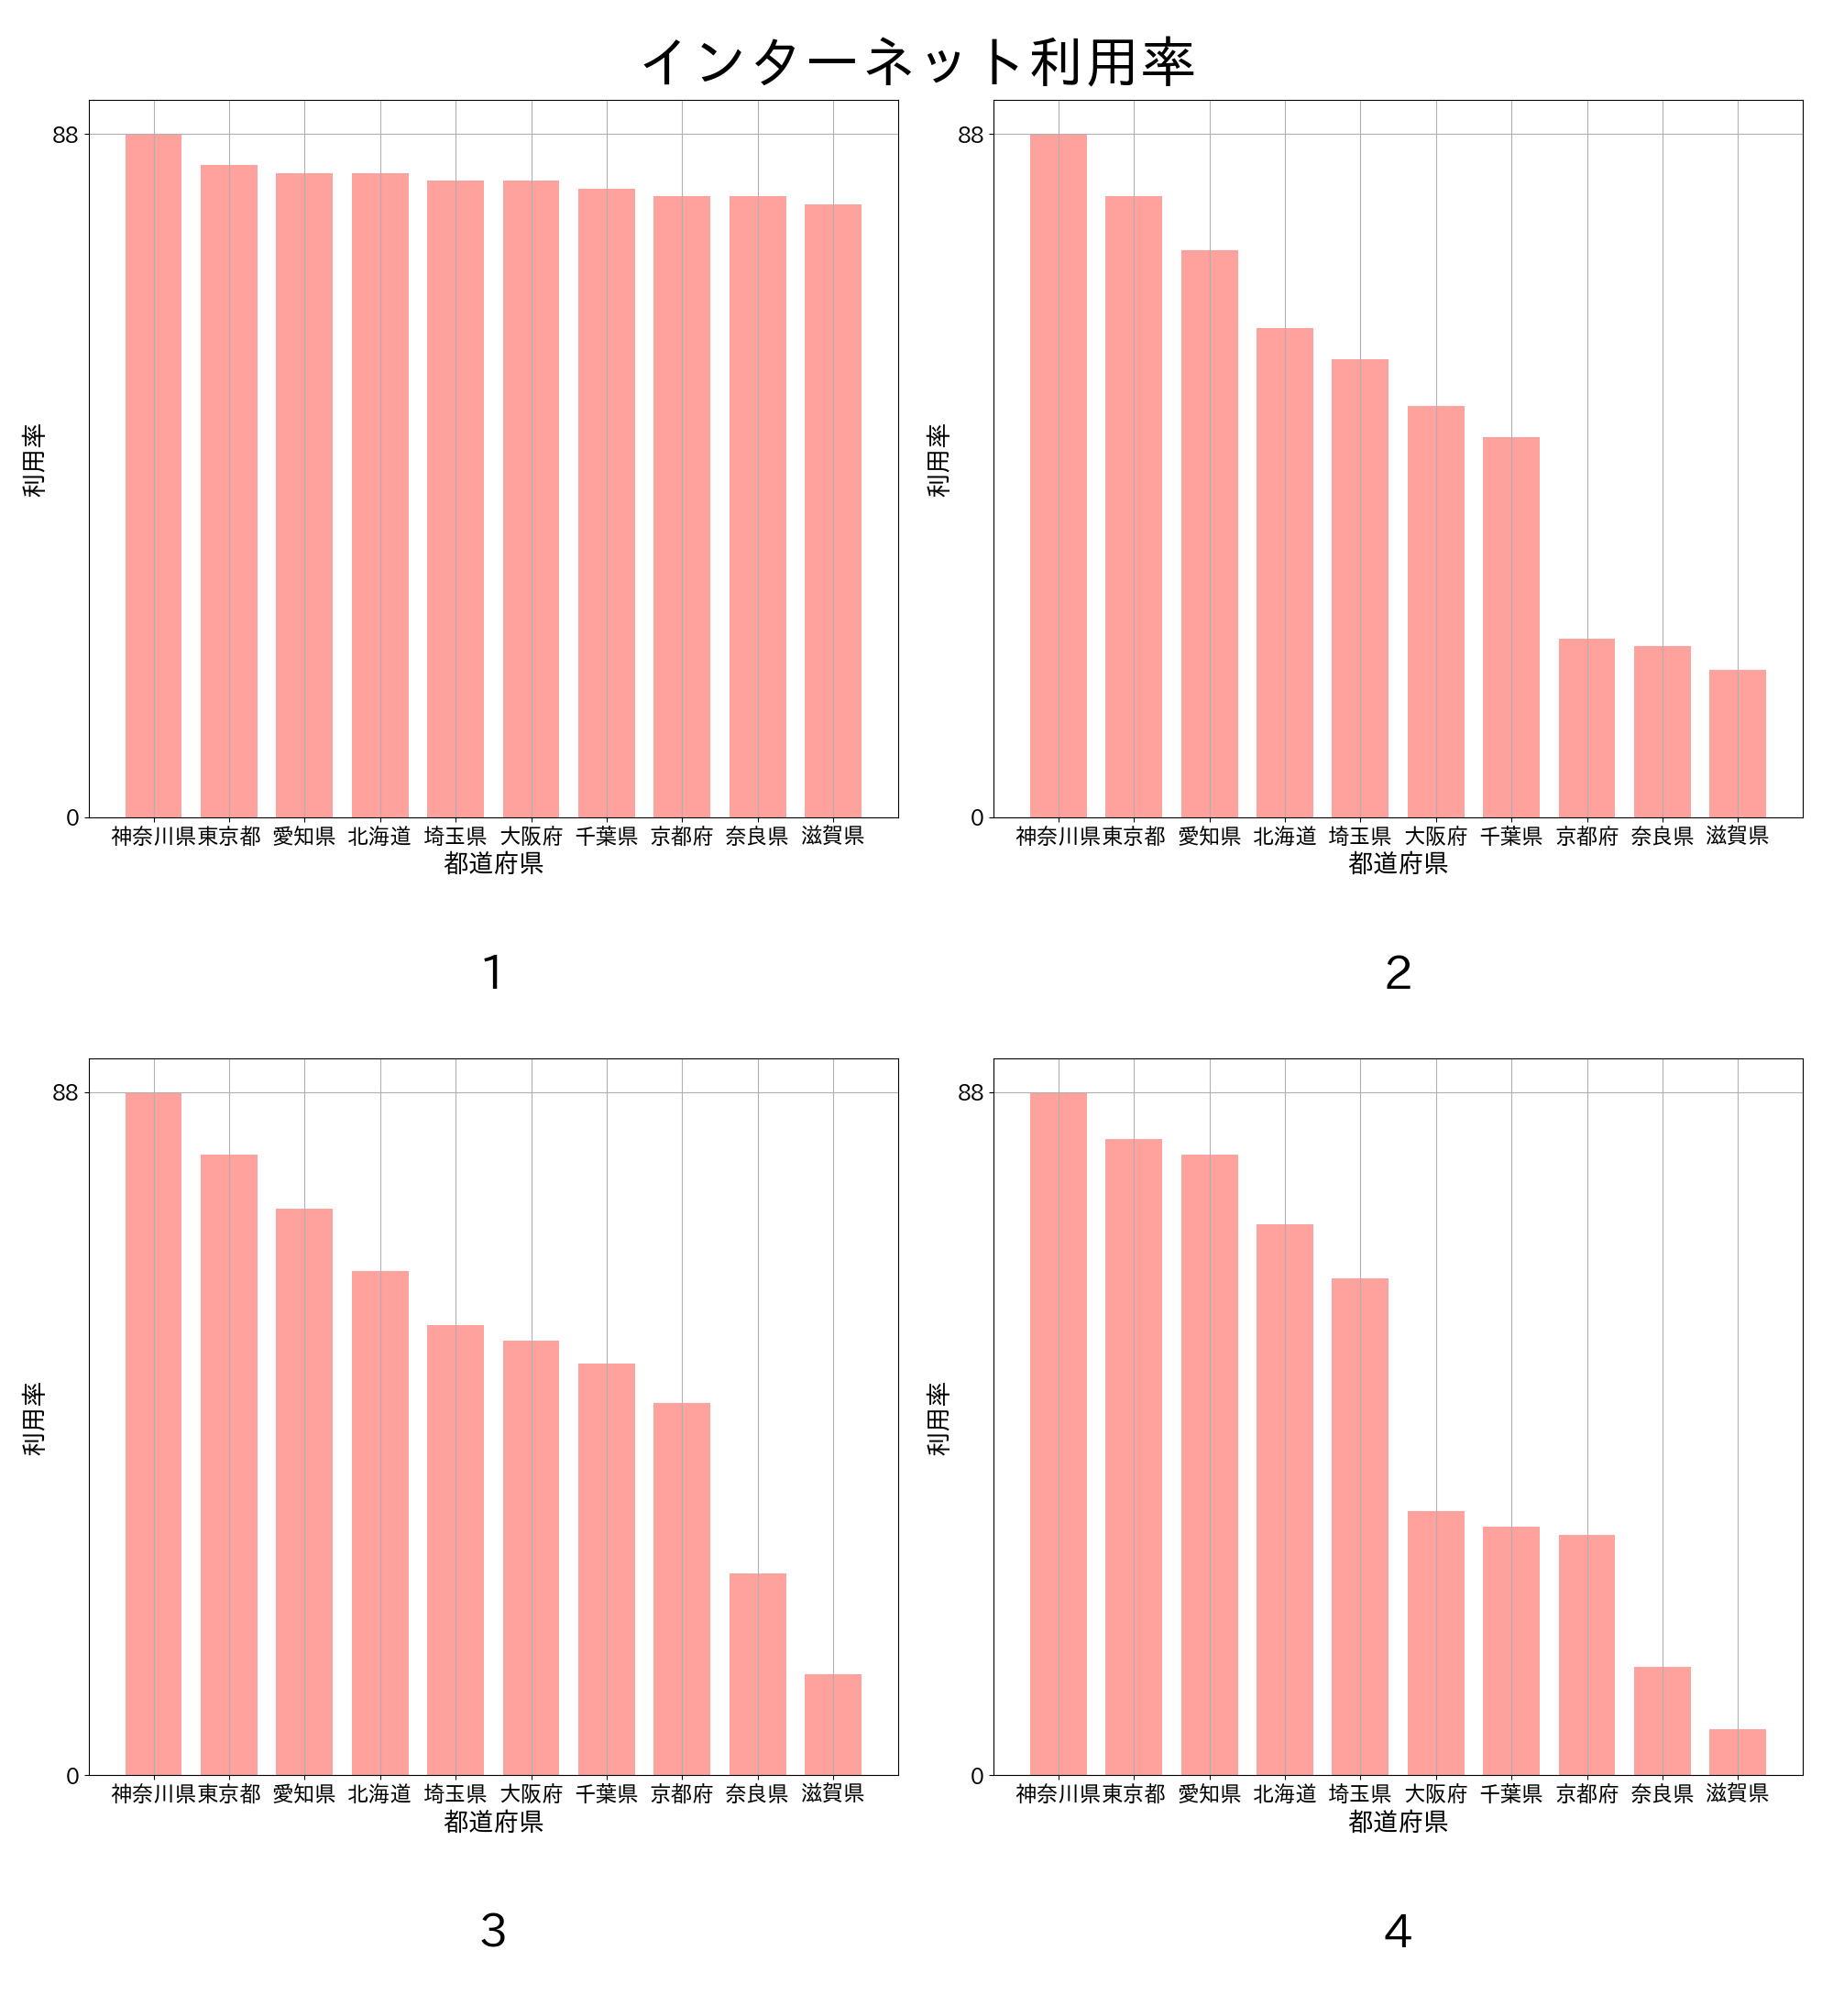 インターネット利用率
88
0
利用率
神奈川県 東京都 愛知県 北海道 埼玉県 大阪府 千葉県 京都府 奈良県 滋賀県
都道府県
1
88
0
利用率
神奈川県 東京都 愛知県 北海道 埼玉県 大阪府 千葉県 京都府 奈良県 滋賀県
都道府県
2
88
0
利用率
神奈川県 東京都 愛知県 北海道 埼玉県 大阪府 千葉県 京都府 奈良県 滋賀県
都道府県
3
88
0
利用率
神奈川県 東京都 愛知県 北海道 埼玉県 大阪府 千葉県 京都府 奈良県 滋賀県
都道府県
4